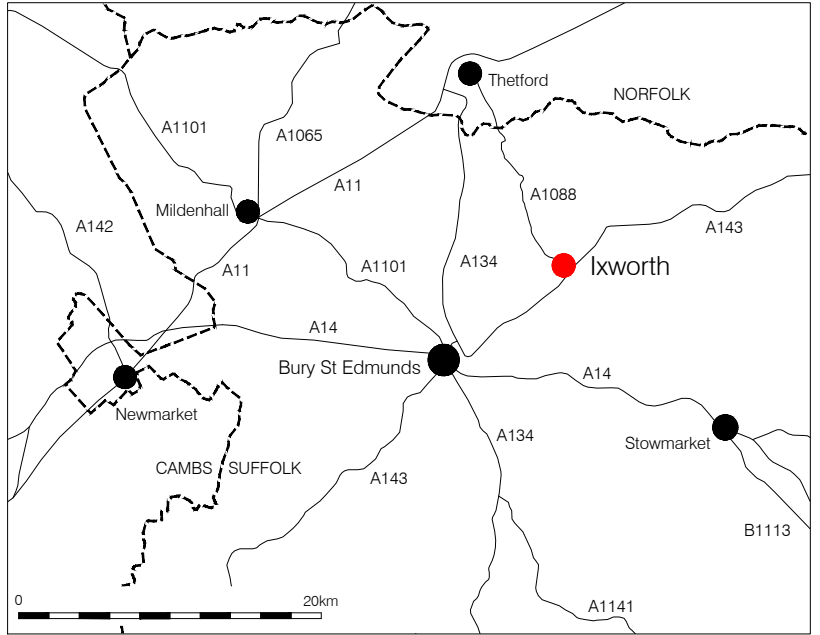 Thetford
NORFOLK
A1101
A1065
A11
A1088
Mildenhall
A142
A143
A11
A1101
A134
Ixworth
A14
Bury St Edmunds
A14
Newmarket
A134
Stowmarket
CAMBS SUFFOLK
A143
B1113
0 20km
A1141